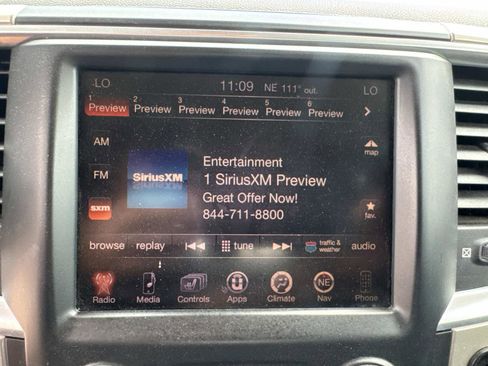 LO 11:09 NE 111° out. LO
1 2 3 4 5 6
Preview Preview Preview Preview Preview Preview
AM
map
Entertainment
SiriusXM
1 SiriusXM Preview
FM
Great Offer Now!
sxm
844-711-8800
fav.
browse replay tune traffic & weather audio
NE
Radio Media Controls Apps Climate Nav Phone